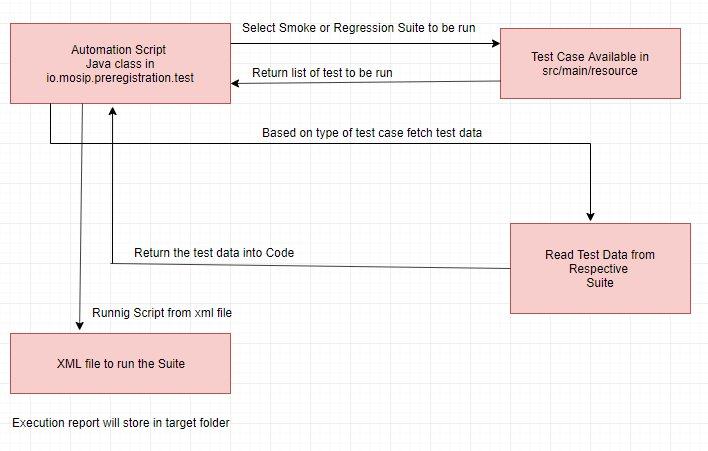 Select Smoke or Regression Suite to be run
Automation Script
Java class in
io.mosip.preregistration.test
Test Case Available in
src/main/resource
Return list of test to be run
Based on type of test case fetch test data
Return the test data into Code
Read Test Data from
Respective
Suite
Runnig Script from xml file
XML file to run the Suite
Execution report will store in target folder